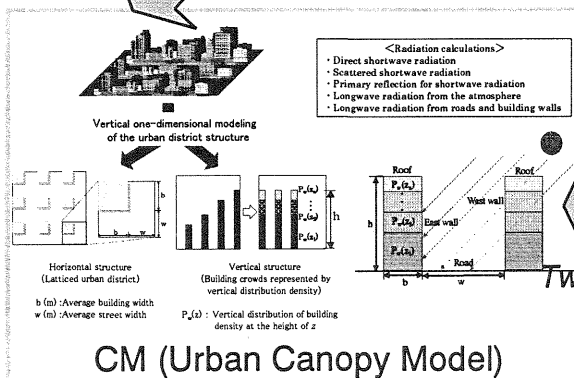 <Radiation calculations>
・Direct shortwave radiation
・Scattered shortwave radiation
・Primary reflection for shortwave radiation
・Longwave radiation from the atmosphere
・Longwave radiation from roads and building walls
Vertical one-dimensional modeling
of the urban district structure
b
w
b w
h
Roof Roof
h
East wall
West wall
Road
b w
Tw
Horizontal structure
(Latticed urban district)
b (m) :Average building width
w (m) :Average street width
Vertical structure
(Building crowds represented by
vertical distribution density)
Pw(z) : Vertical distribution of building
density at the height of z
CM (Urban Canopy Model)